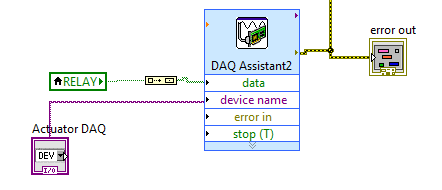 error out
DAQ Assistant2
RELAY
data
device name
error in
stop (T)
Actuator DAQ
DEV
I/O